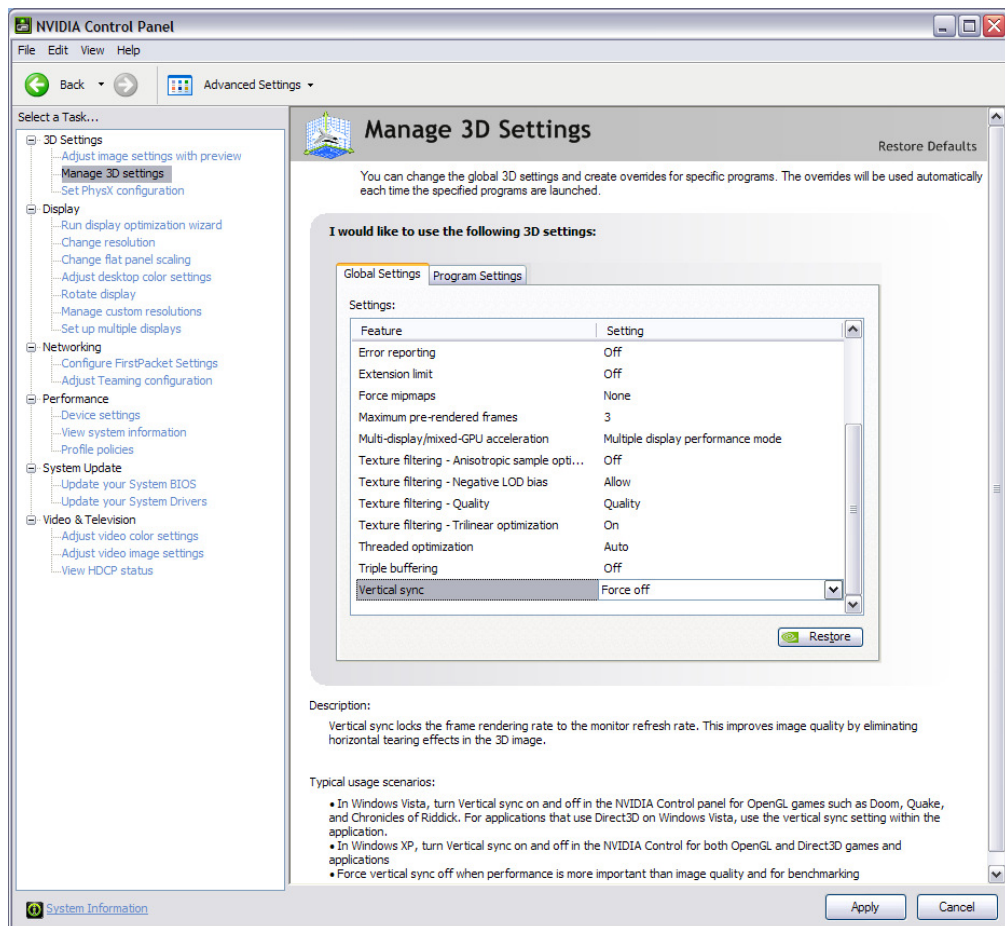 NVIDIA Control Panel
File Edit View Help
Back Advanced Settings
Select a Task...
3D Settings
Adjust image settings with preview
Manage 3D settings
Set PhysX configuration
Display
Run display optimization wizard
Change resolution
Change flat panel scaling
Adjust desktop color settings
Rotate display
Manage custom resolutions
Set up multiple displays
Networking
Configure FirstPacket Settings
Adjust Teaming configuration
Performance
Device settings
View system information
Profile policies
System Update
Update your System BIOS
Update your System Drivers
Video & Television
Adjust video color settings
Adjust video image settings
View HDCP status
System Information
Manage 3D Settings
Restore Defaults
You can change the global 3D settings and create overrides for specific programs. The overrides will be used automatically
each time the specified programs are launched.
I would like to use the following 3D settings:
Global Settings Program Settings
Settings:
Feature Setting
Error reporting Off
Extension limit Off
Force mipmaps None
Maximum pre-rendered frames 3
Multi-display/mixed-GPU acceleration Multiple display performance mode
Texture filtering - Anisotropic sample opti... Off
Texture filtering - Negative LOD bias Allow
Texture filtering - Quality Quality
Texture filtering - Trilinear optimization On
Threaded optimization Auto
Triple buffering Off
Vertical sync Force off
Restore
Description:
Vertical sync locks the frame rendering rate to the monitor refresh rate. This improves image quality by eliminating
horizontal tearing effects in the 3D image.
Typical usage scenarios:
• In Windows Vista, turn Vertical sync on and off in the NVIDIA Control panel for OpenGL games such as Doom, Quake,
and Chronicles of Riddick. For applications that use Direct3D on Windows Vista, use the vertical sync setting within the
application.
• In Windows XP, turn Vertical sync on and off in the NVIDIA Control for both OpenGL and Direct3D games and
applications
• Force vertical sync off when performance is more important than image quality and for benchmarking
Apply Cancel